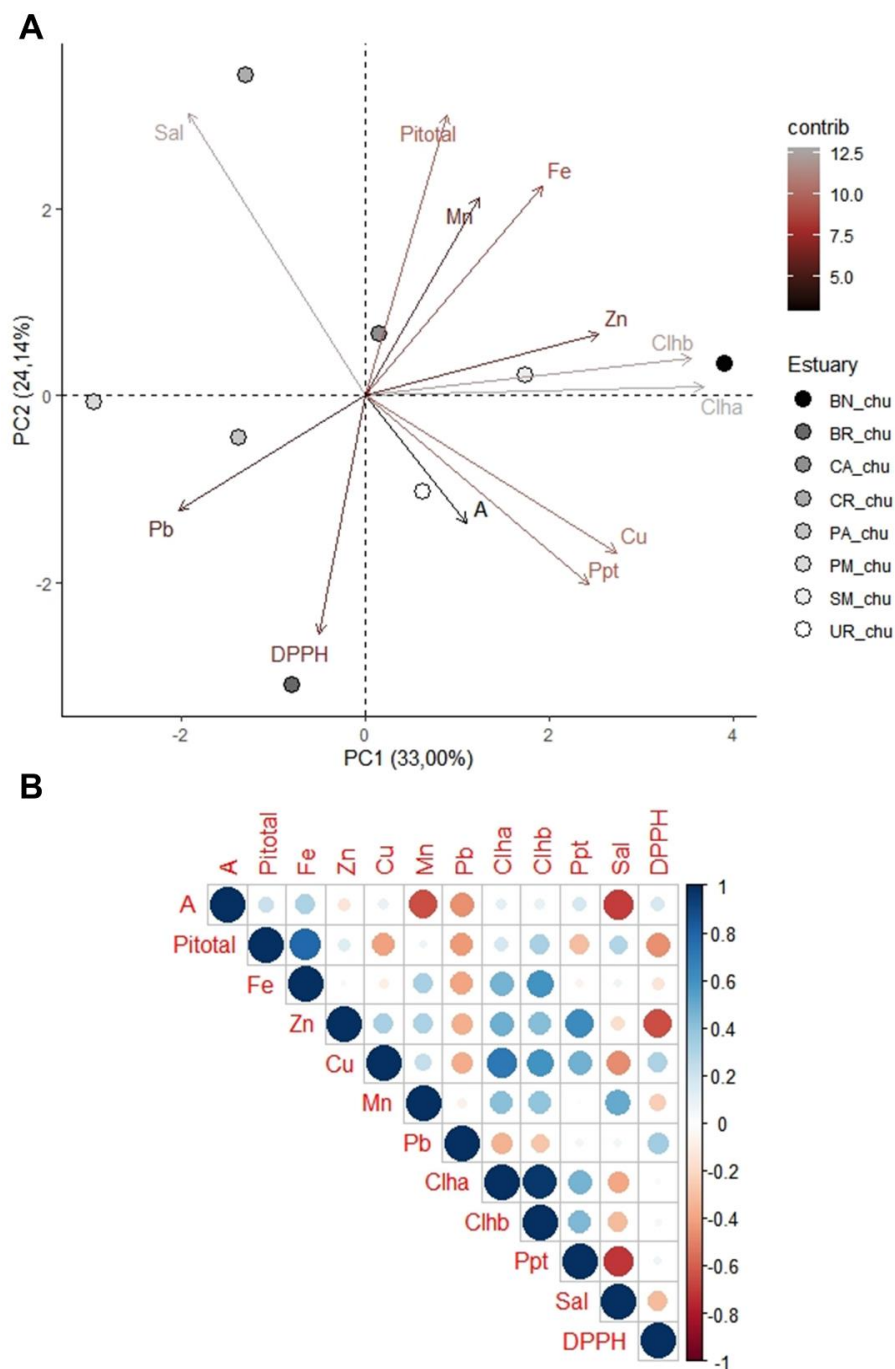 A
Sal
Pitotal
Fe
Mn
Zn
Clhb
Clha
Pb
A
Cu
Ppt
DPPH
2
0
-2
-2
0
2
4
PC2 (24,14%)
PC1 (33,00%)
contrib
12.5
10.0
7.5
5.0
Estuary
BN_chu
BR_chu
CA_chu
CR_chu
PA_chu
PM_chu
SM_chu
UR_chu
B
A Pitotal Fe Zn Cu Mn Pb Clha Clhb Ppt Sal DPPH
A
Pitotal
Fe
Zn
Cu
Mn
Pb
Clha
Clhb
Ppt
Sal
DPPH
1
0.8
0.6
0.4
0.2
0
-0.2
-0.4
-0.6
-0.8
-1